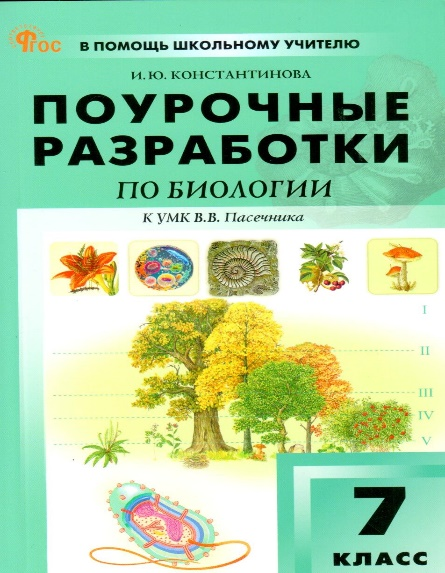 ФГОС
В ПОМОЩЬ ШКОЛЬНОМУ УЧИТЕЛЮ
И. Ю. КОНСТАНТИНОВА
ПОУРОЧНЫЕ
РАЗРАБОТКИ
ПО БИОЛОГИИ
К УМК В.В. Пасечника
I
II
III
IV
V
7
КЛАСС